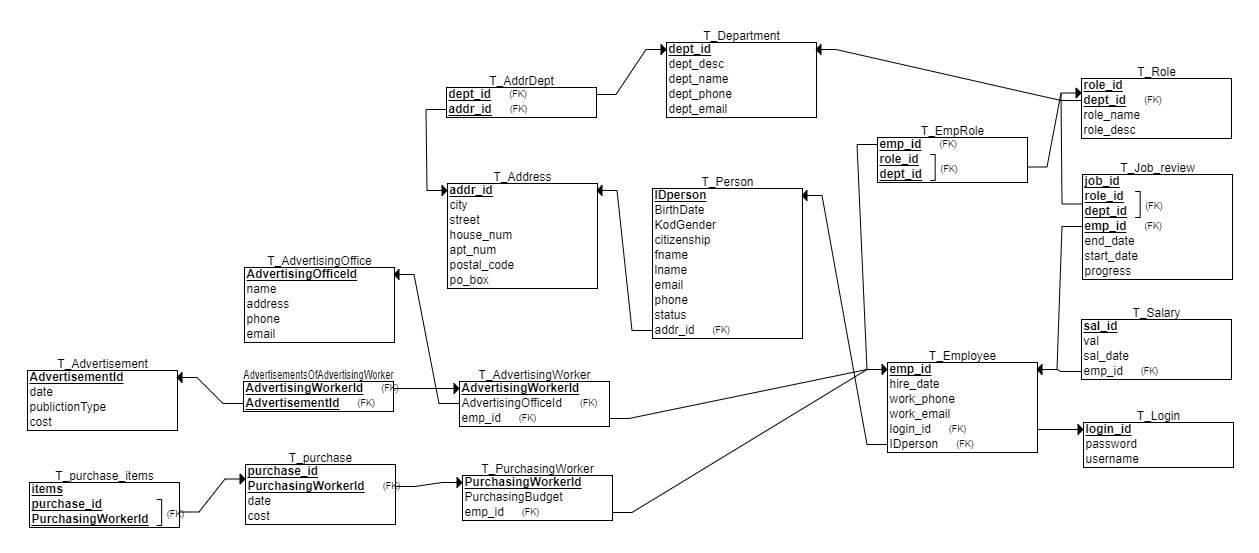 T_Department
dept_id
dept_desc
dept_name
dept_phone
dept_email
T_AddrDept
dept_id (FK)
addr_id (FK)
T_Role
role_id
dept_id (FK)
role_name
role_desc
T_EmpRole
emp_id (FK)
role_id
dept_id (FK)
T_Job_review
job_id
role_id
dept_id (FK)
emp_id (FK)
end_date
start_date
progress
T_Address
addr_id
city
street
house_num
apt_num
postal_code
po_box
T_Person
IDperson
BirthDate
KodGender
citizenship
fname
lname
email
phone
status
addr_id (FK)
T_AdvertisingOffice
AdvertisingOfficeId
name
address
phone
email
T_Salary
sal_id
val
sal_date
emp_id (FK)
T_Advertisement
AdvertisementId
date
publictionType
cost
AdvertisementsOfAdvertisingWorker
AdvertisingWorkerId (FK)
AdvertisementId (FK)
T_AdvertisingWorker
AdvertisingWorkerId
AdvertisingOfficeId (FK)
emp_id (FK)
T_Employee
emp_id
hire_date
work_phone
work_email
login_id (FK)
IDperson (FK)
T_Login
login_id
password
username
T_purchase_items
items
purchase_id
PurchasingWorkerId (FK)
T_purchase
purchase_id
PurchasingWorkerId (FK)
date
cost
T_PurchasingWorker
PurchasingWorkerId
PurchasingBudget
emp_id (FK)